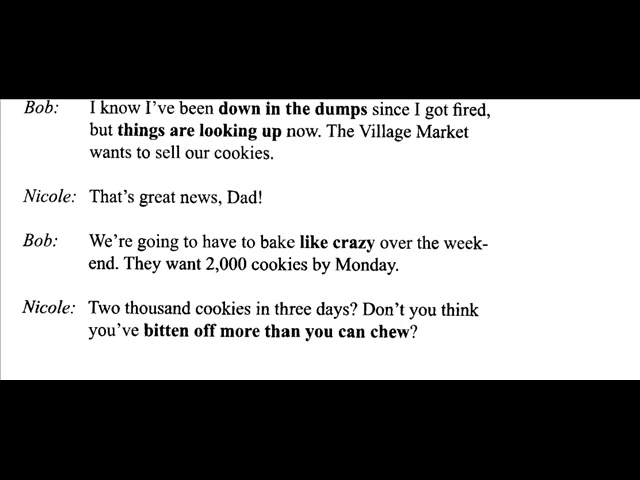 Bob: I know I've been down in the dumps since I got fired,
but things are looking up now. The Village Market
wants to sell our cookies.
Nicole: That's great news, Dad!
Bob: We're going to have to bake like crazy over the week-
end. They want 2,000 cookies by Monday.
Nicole: Two thousand cookies in three days? Don't you think
you've bitten off more than you can chew?